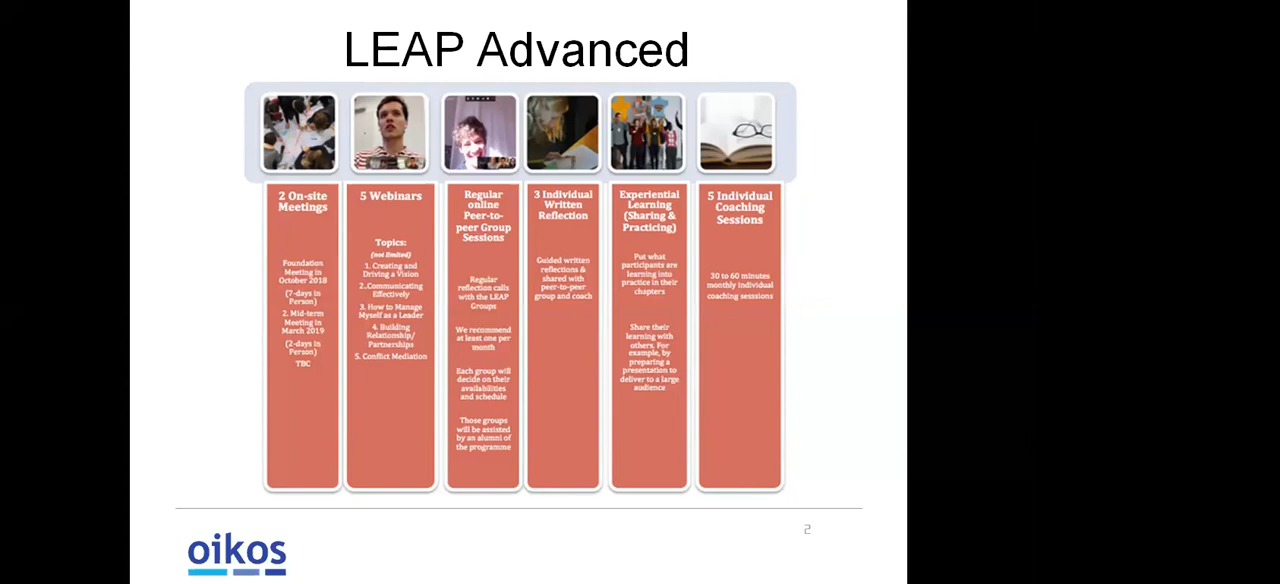 LEAP Advanced
2 On-site
Meetings
Foundation
Meeting in
October 2018
(7-days in
Person)
2. Mid-term
Meeting in
March 2019
(2-days in
Person)
TBC
5 Webinars
Topics:
(not limited)
1. Creating and
Driving a Vision
2..Communicating
Effectively
3. How to Manage
Myself as a Leader
4. Building
Relationship/
Partnerships
5. Conflict Mediation
Regular
online
Peer-to-
peer Group
Sessions
Regular
reflection calls
with the LEAP
Groups
We recommend
at least one per
month
Each group will
decide on their
availabilities
and schedule
Those groups
will be assisted
by an alumni of
the programme
3 Individual
Written
Reflection
Guided written
reflections &
shared with
peer-to-peer
group and coach
Experiential
Learning
(Sharing &
Practicing)
Put what
participants are
learning into
practice in their
chapters
Share their
learning with
others. For
example, by
preparing a
presentation to
deliver to a large
audience
5 Individual
Coaching
Sessions
30 to 60 minutes
monthly individual
coaching sesssions
2
oikos